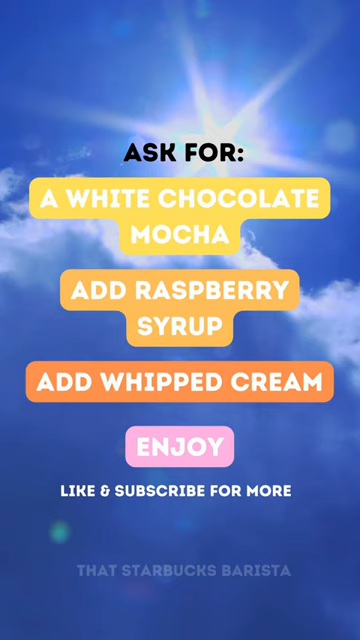 ASK FOR:
A WHITE CHOCOLATE
MOCHA
ADD RASPBERRY
SYRUP
ADD WHIPPED CREAM
ENJOY
LIKE & SUBSCRIBE FOR MORE
THAT STARBUCKS BARISTA